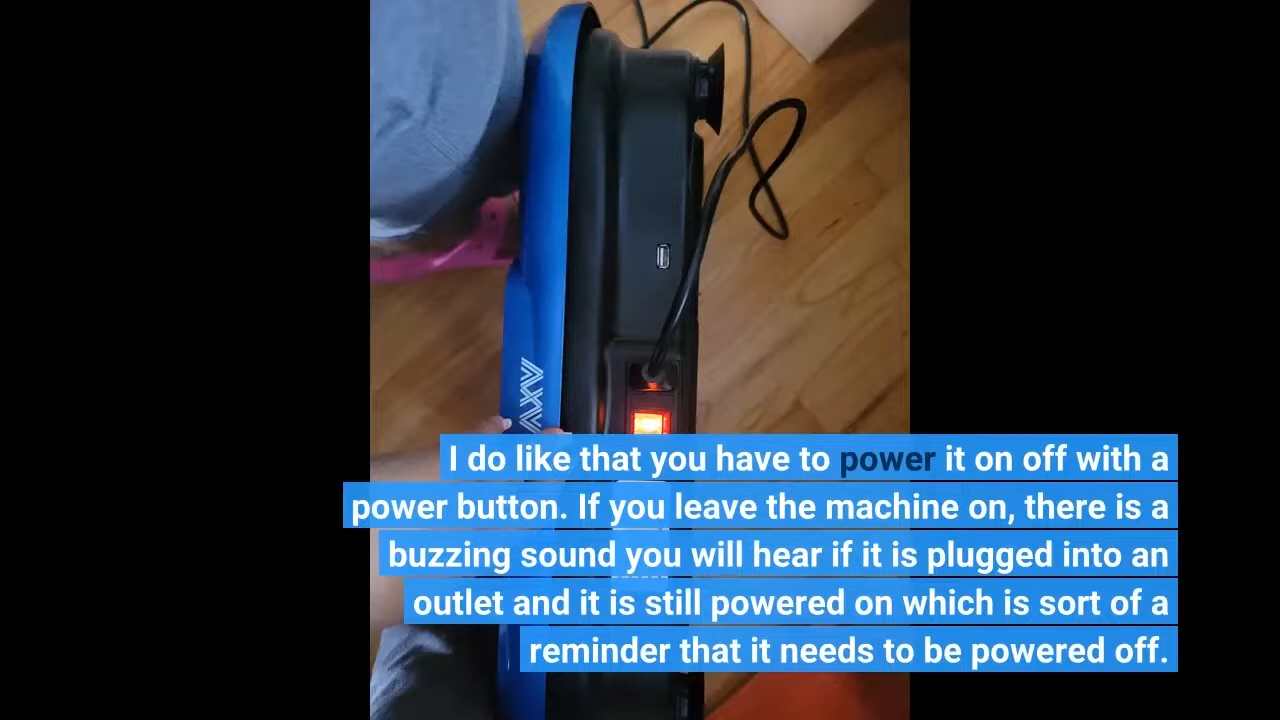 I do like that you have to power it on off with a
power button. If you leave the machine on, there is a
buzzing sound you will hear if it is plugged into an
outlet and it is still powered on which is sort of a
reminder that it needs to be powered off.